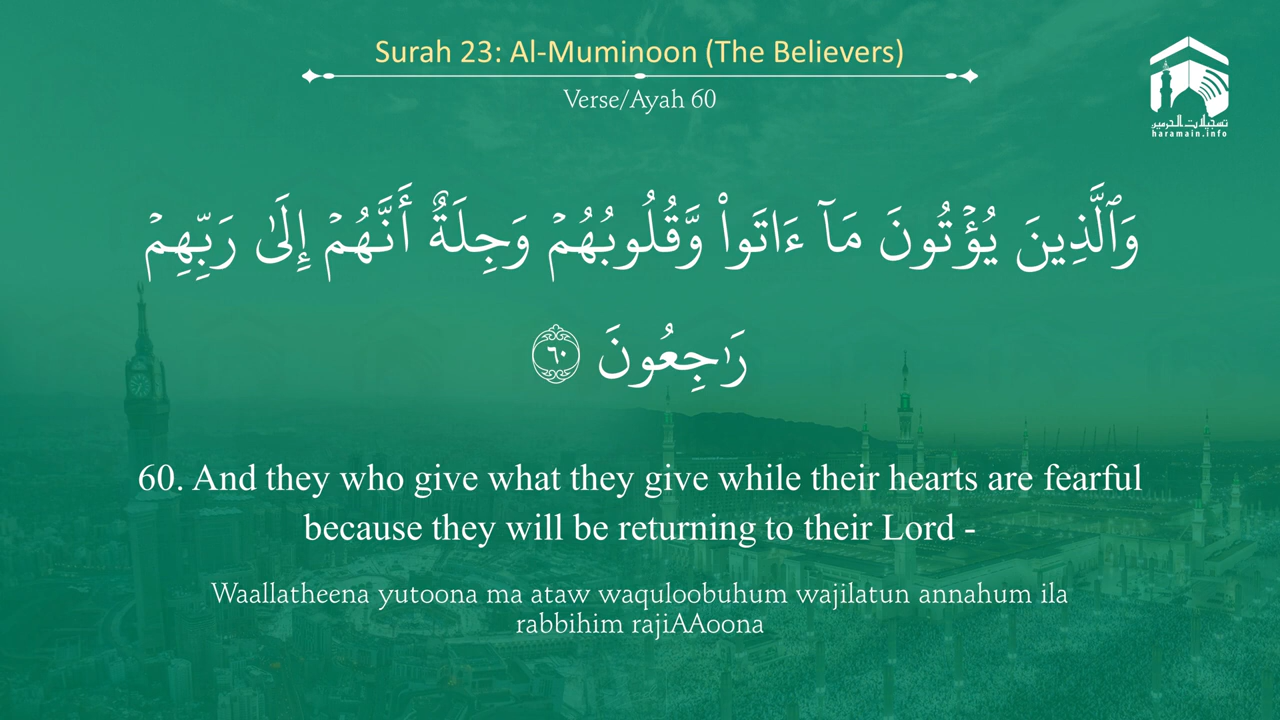 Surah 23: Al-Muminoon (The Believers)
Verse/Ayah 60
تسجيلات الحرمين
haramain.info
وَٱلَّذِينَ يُؤۡتُونَ مَآ ءَاتَواْ وَّقُلُوبُهُمۡ وَجِلَةٌ أَنَّهُمۡ إِلَىٰ رَبِّهِمۡ
رَٰجِعُونَ ٦٠
60. And they who give what they give while their hearts are fearful
because they will be returning to their Lord -
Waallatheena yutoona ma ataw waquloobuhum wajilatun annahum ila
rabbihim rajiAAoona